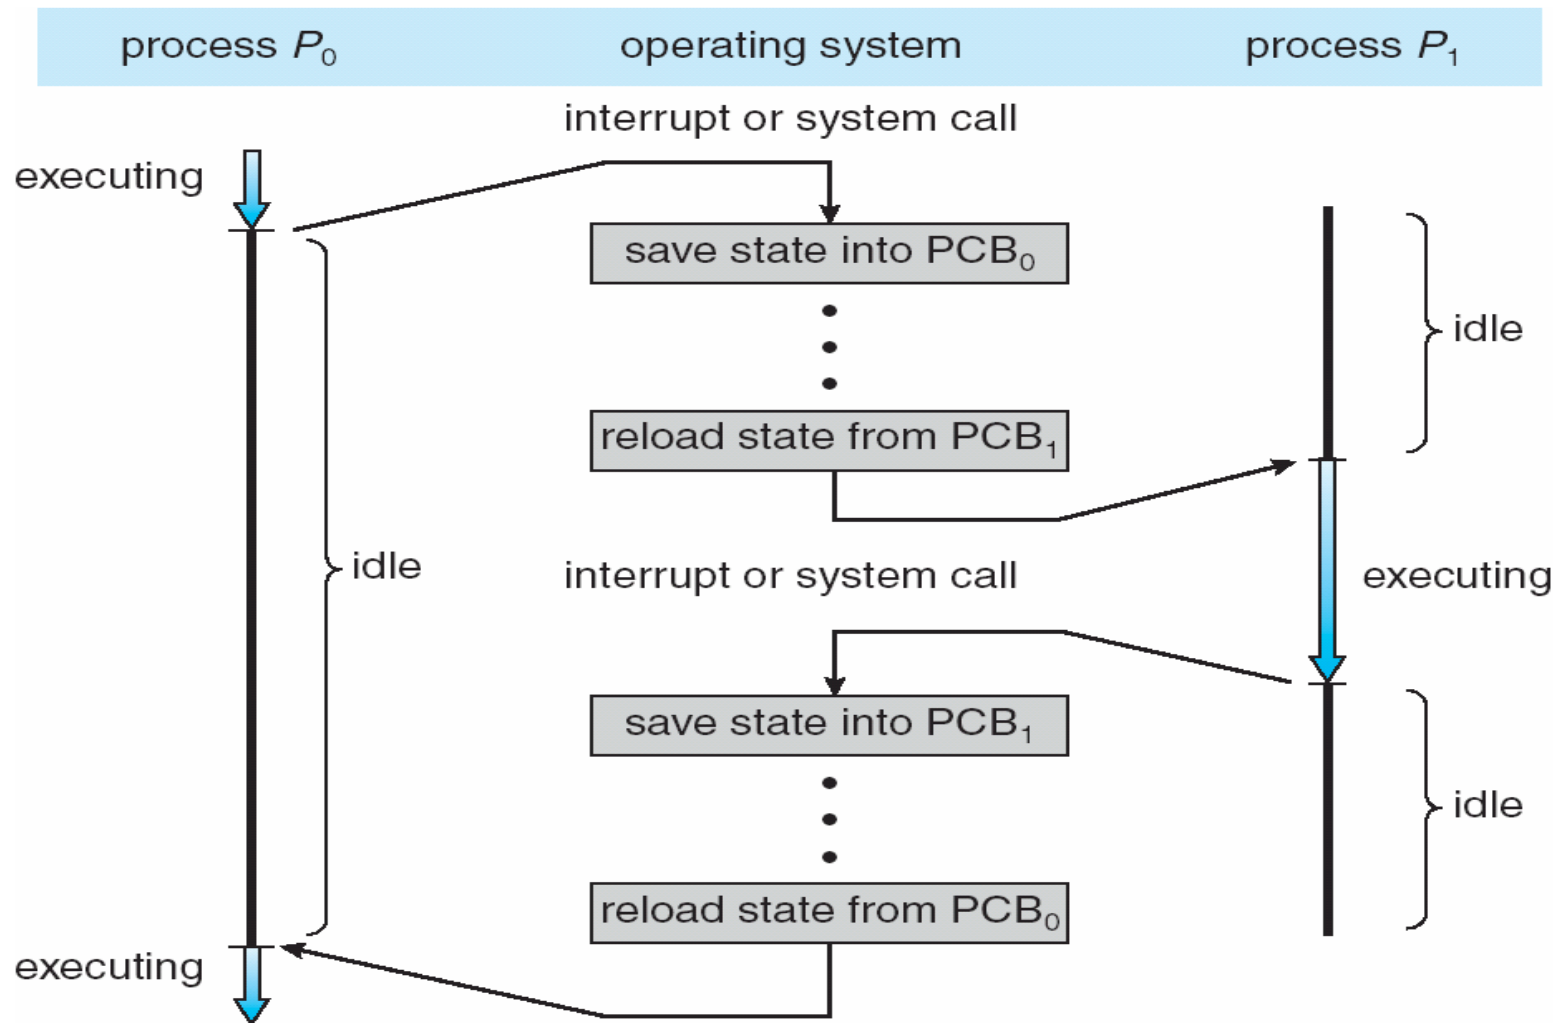 process P0 operating system process P1
interrupt or system call
executing
save state into PCB0
idle
reload state from PCB1
idle
interrupt or system call
executing
save state into PCB1
idle
reload state from PCB0
executing